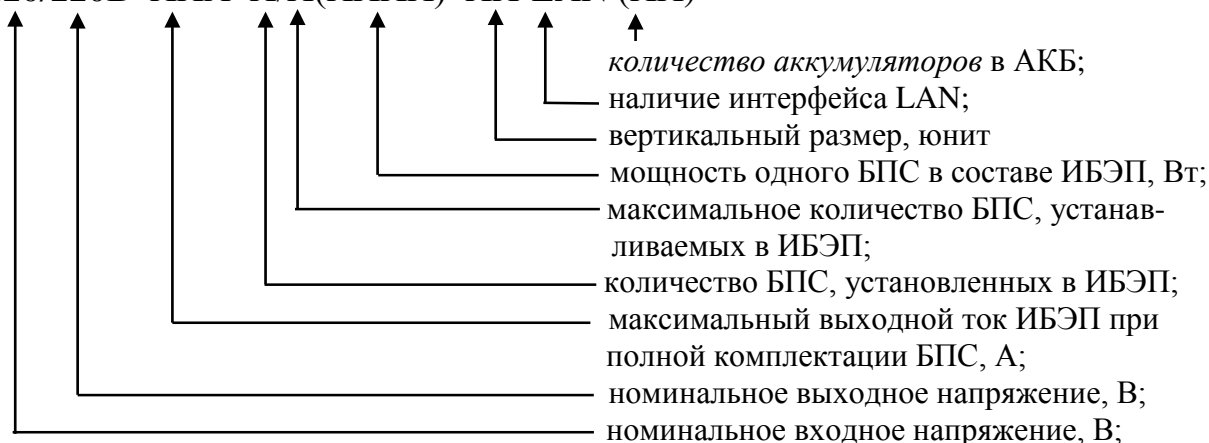 количество аккумуляторов в АКБ;
наличие интерфейса LAN;
вертикальный размер, юнит
мощность одного БПС в составе ИБЭП, Вт;
максимальное количество БПС, устанав-
ливаемых в ИБЭП;
количество БПС, установленных в ИБЭП;
максимальный выходной ток ИБЭП при
полной комплектации БПС, А;
номинальное выходное напряжение, В;
номинальное входное напряжение, В;